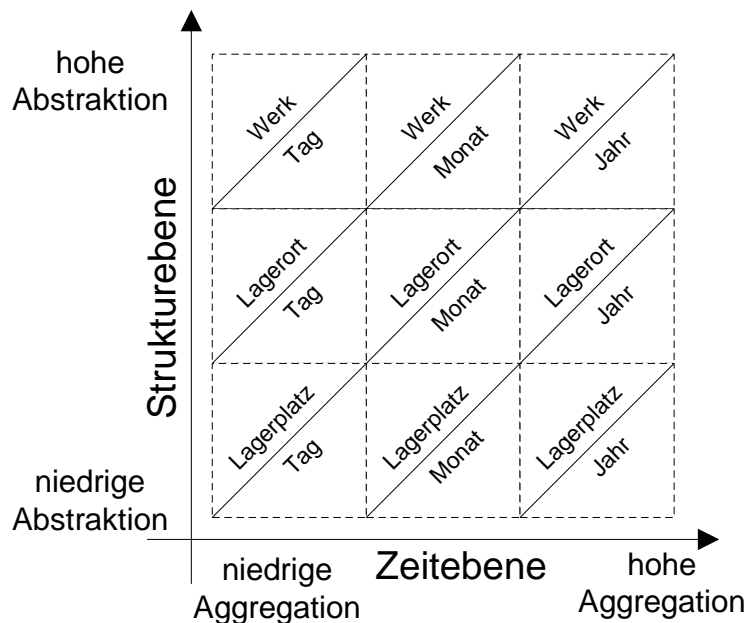 hohe
Abstraktion
Werk
Tag
Werk
Monat
Werk
Jahr
Strukturebene
Lagerort
Tag
Lagerort
Monat
Lagerort
Jahr
Lagerplatz
Tag
Lagerplatz
Monat
Lagerplatz
Jahr
niedrige
Abstraktion
niedrige
Aggregation
Zeitebene
hohe
Aggregation